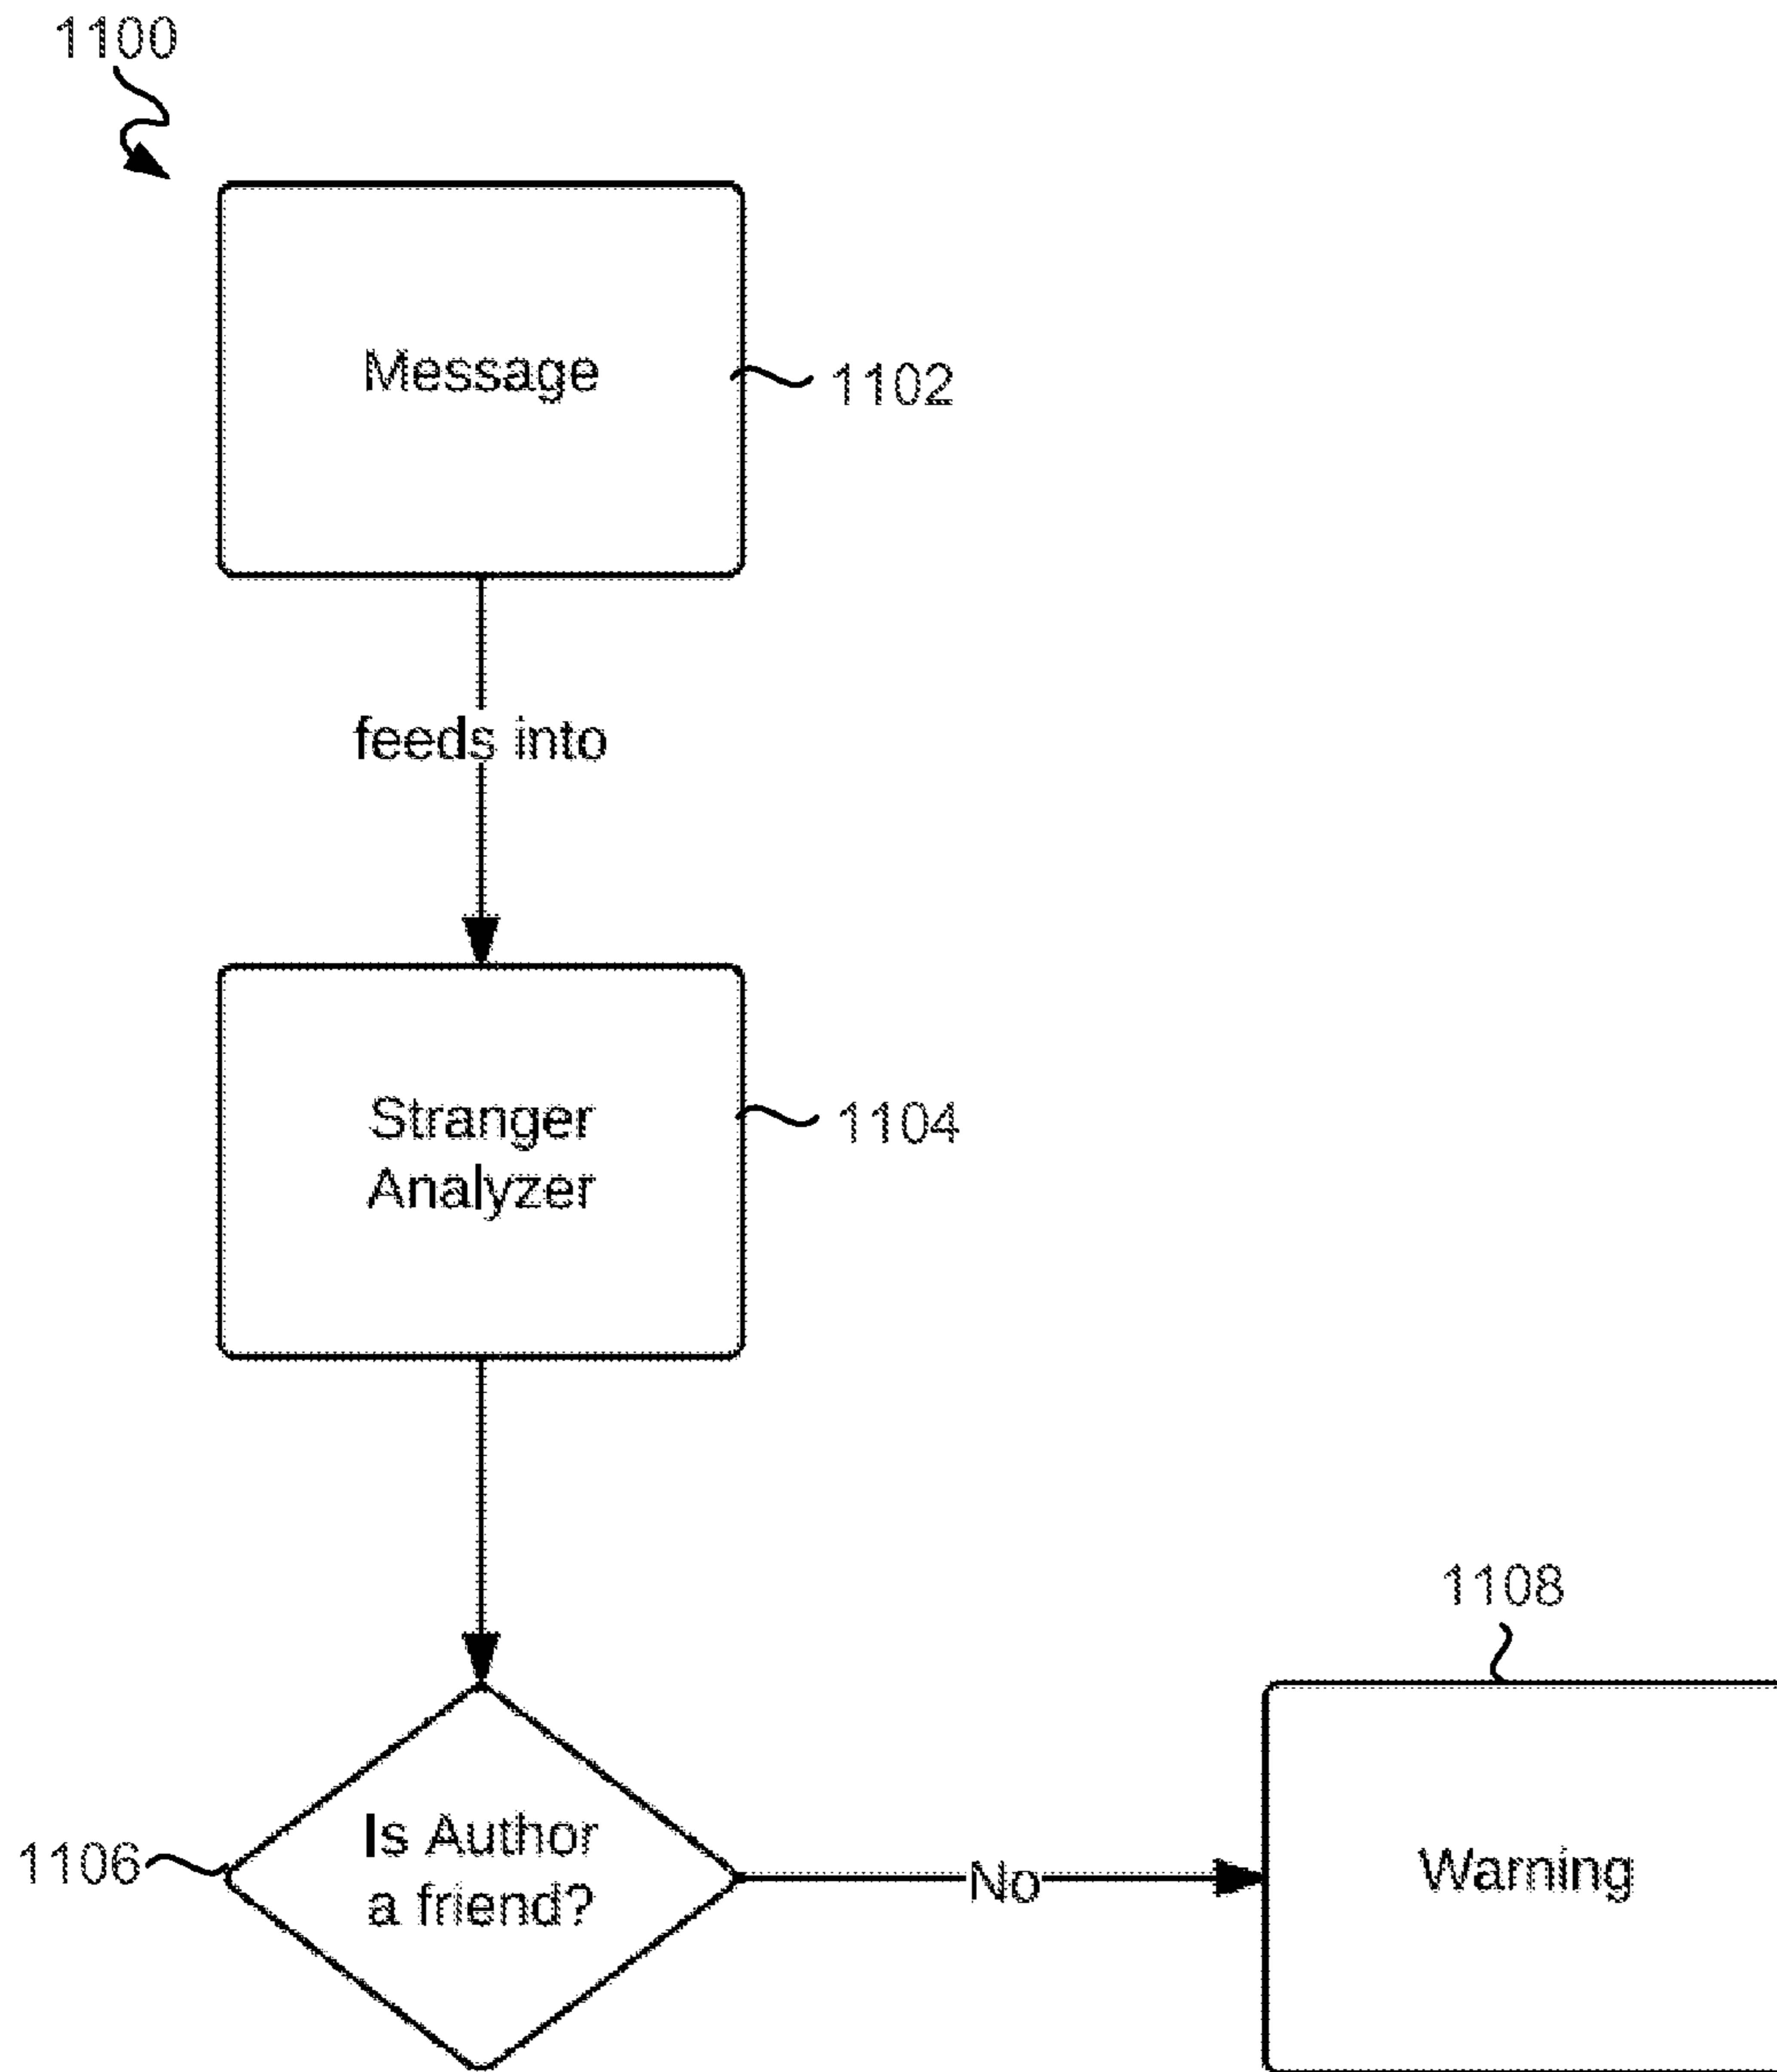 1100
Message
1102
feeds into
Stranger
Analyzer
1104
1108
Is Author
a friend?
1106
No
Warning